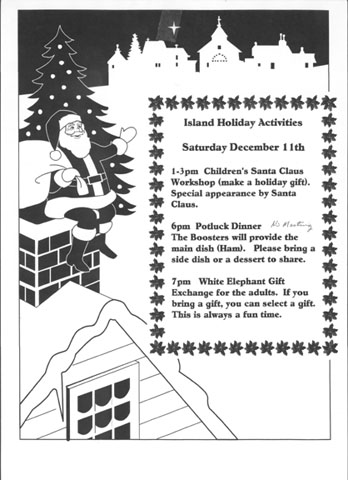 Island Holiday Activities
Saturday December 11th
1-3pm Children's Santa Claus
Workshop (make a holiday gift).
Special appearance by Santa
Claus.
6pm Potluck Dinner
The Boosters will provide the
main dish (Ham). Please bring a
side dish or a dessert to share.
7pm White Elephant Gift
Exchange for the adults. If you
bring a gift, you can select a gift.
This is always a fun time.